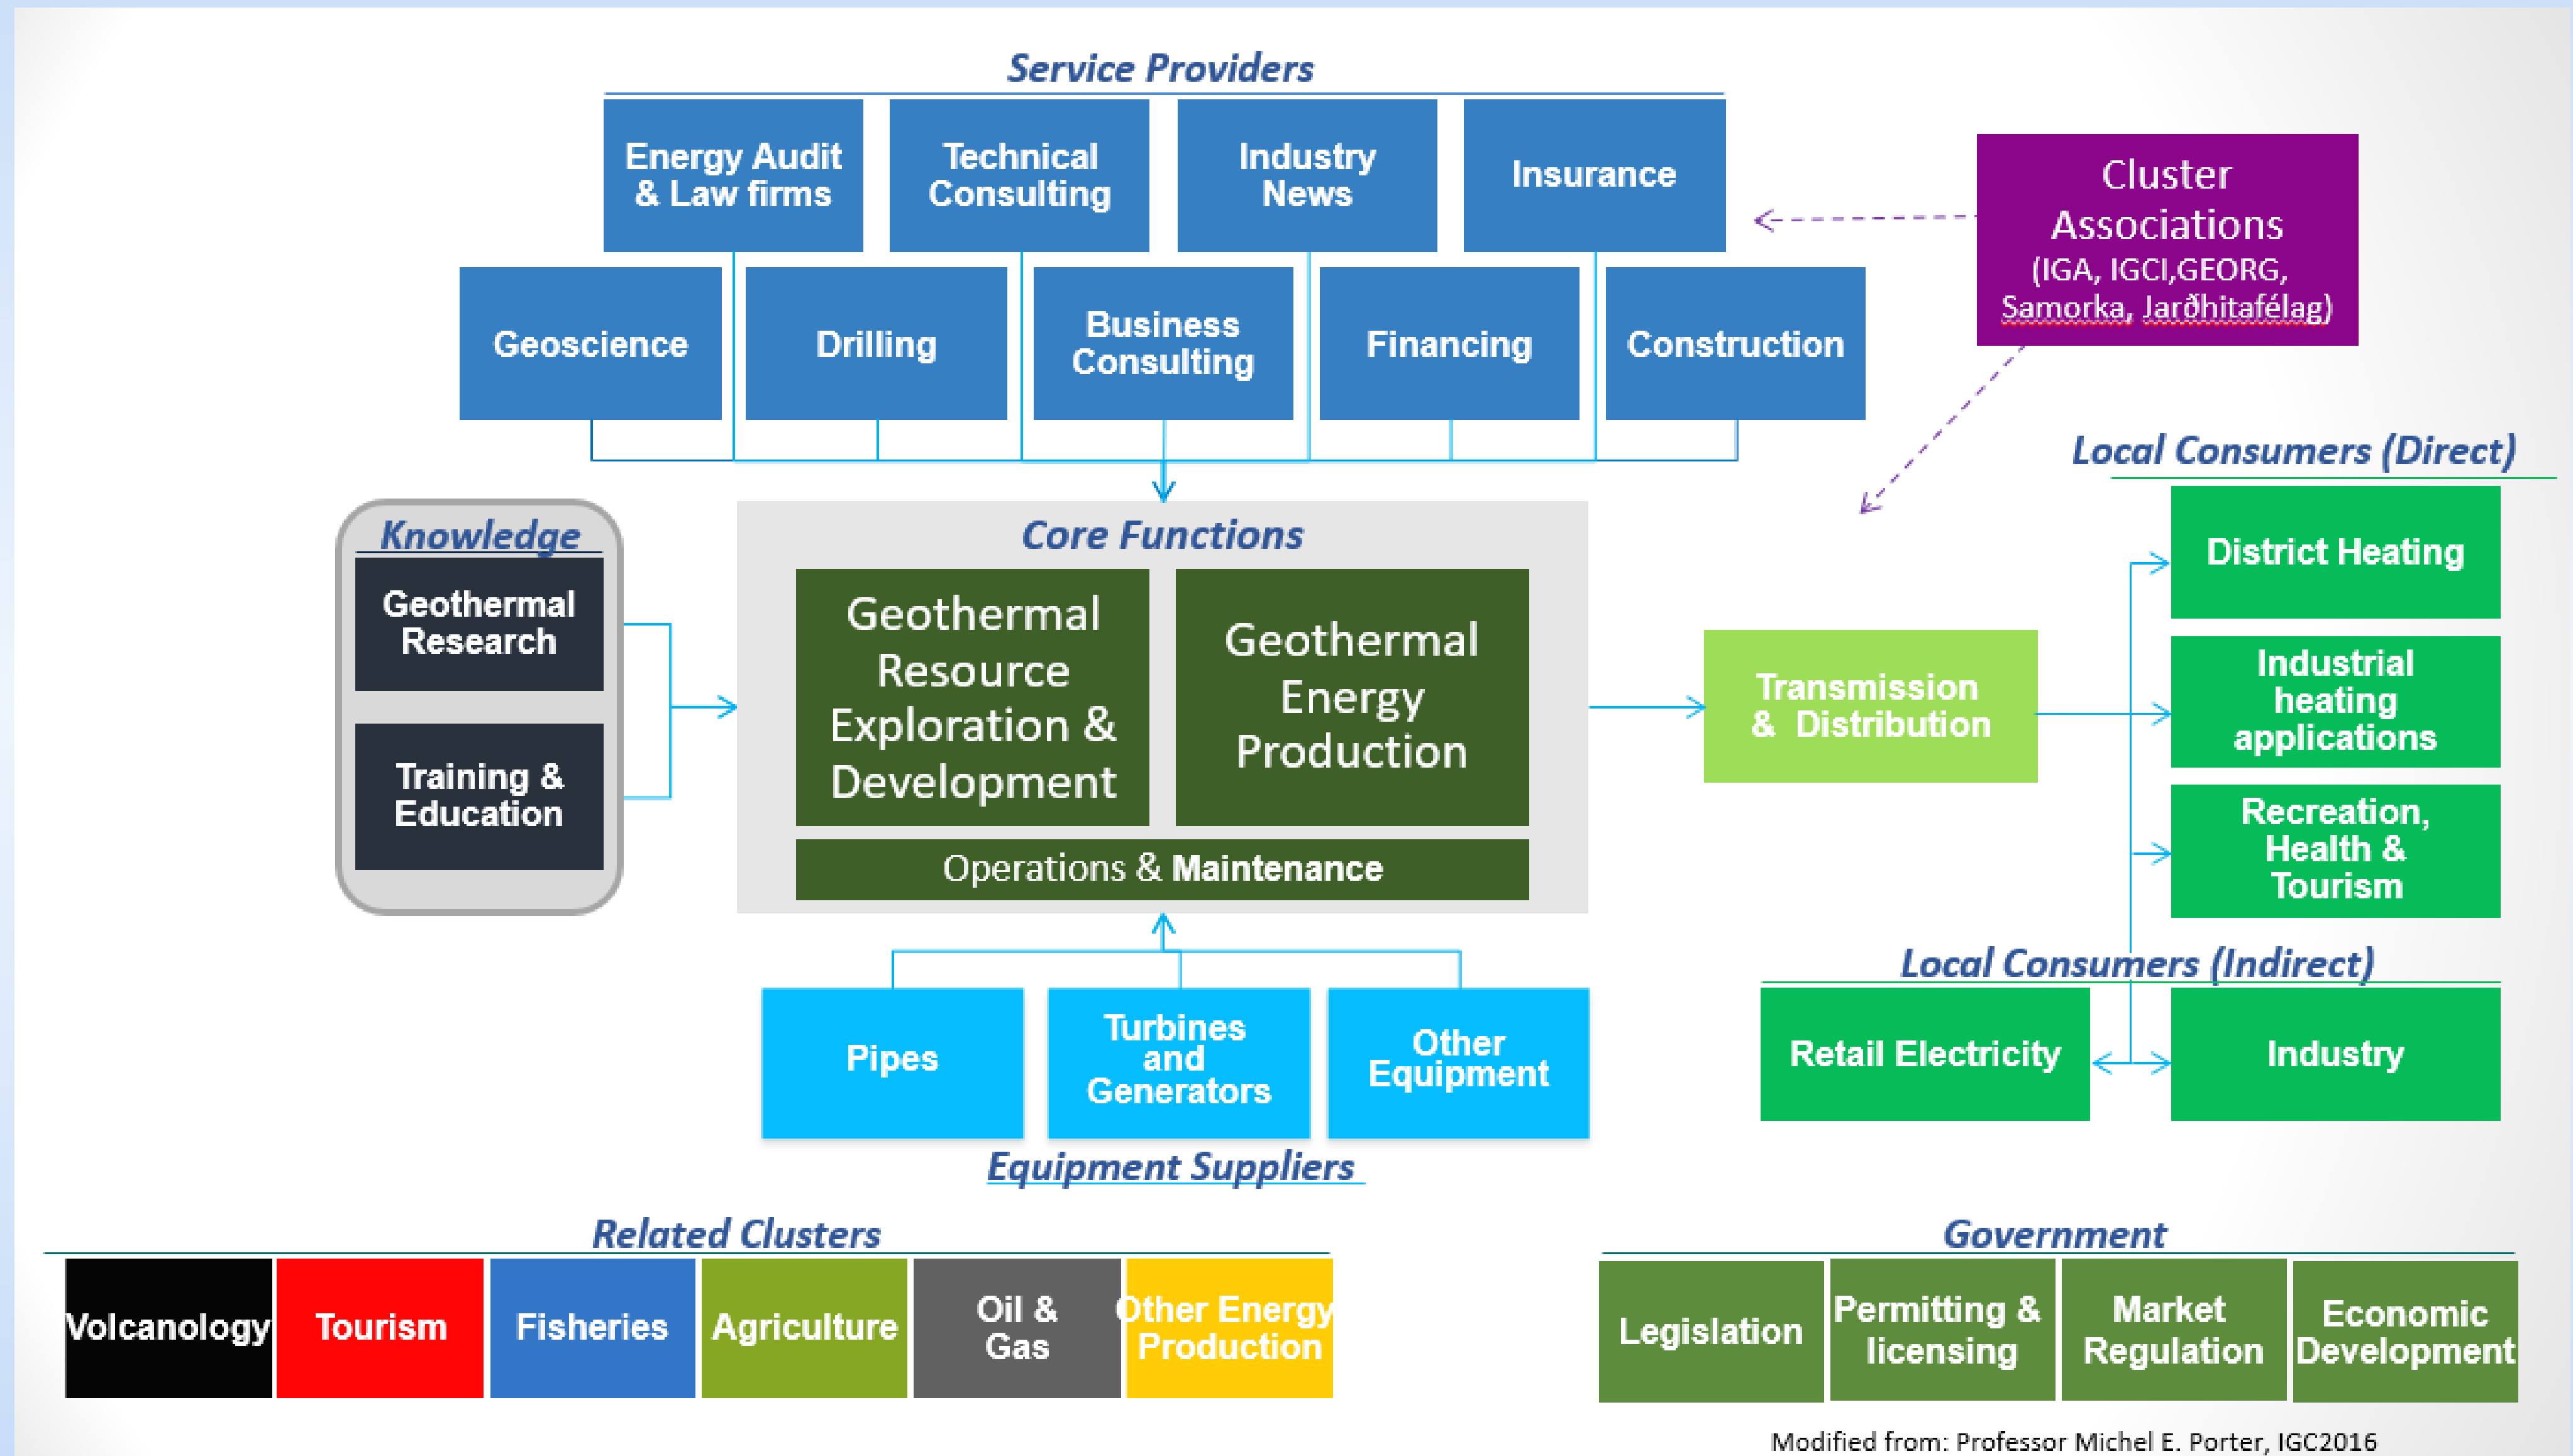 Service Providers
Energy Audit
& Law firms
Technical
Consulting
Industry
News
Insurance
Geoscience
Drilling
Business
Consulting
Financing
Construction
Cluster
Associations
(IGA, IGCI,GEORG,
Samorka, Jarðhitafélag)
Knowledge
Geothermal
Research
Training &
Education
Core Functions
Geothermal
Resource
Exploration &
Development
Geothermal
Energy
Production
Operations & Maintenance
Transmission
& Distribution
Local Consumers (Direct)
District Heating
Industrial
heating
applications
Recreation,
Health &
Tourism
Local Consumers (Indirect)
Retail Electricity
Industry
Pipes
Turbines
and
Generators
Other
Equipment
Equipment Suppliers
Related Clusters
Volcanology
Tourism
Fisheries
Agriculture
Oil &
Gas
Other Energy
Production
Government
Legislation
Permitting &
licensing
Market
Regulation
Economic
Development
Modified from: Professor Michel E. Porter, IGC2016